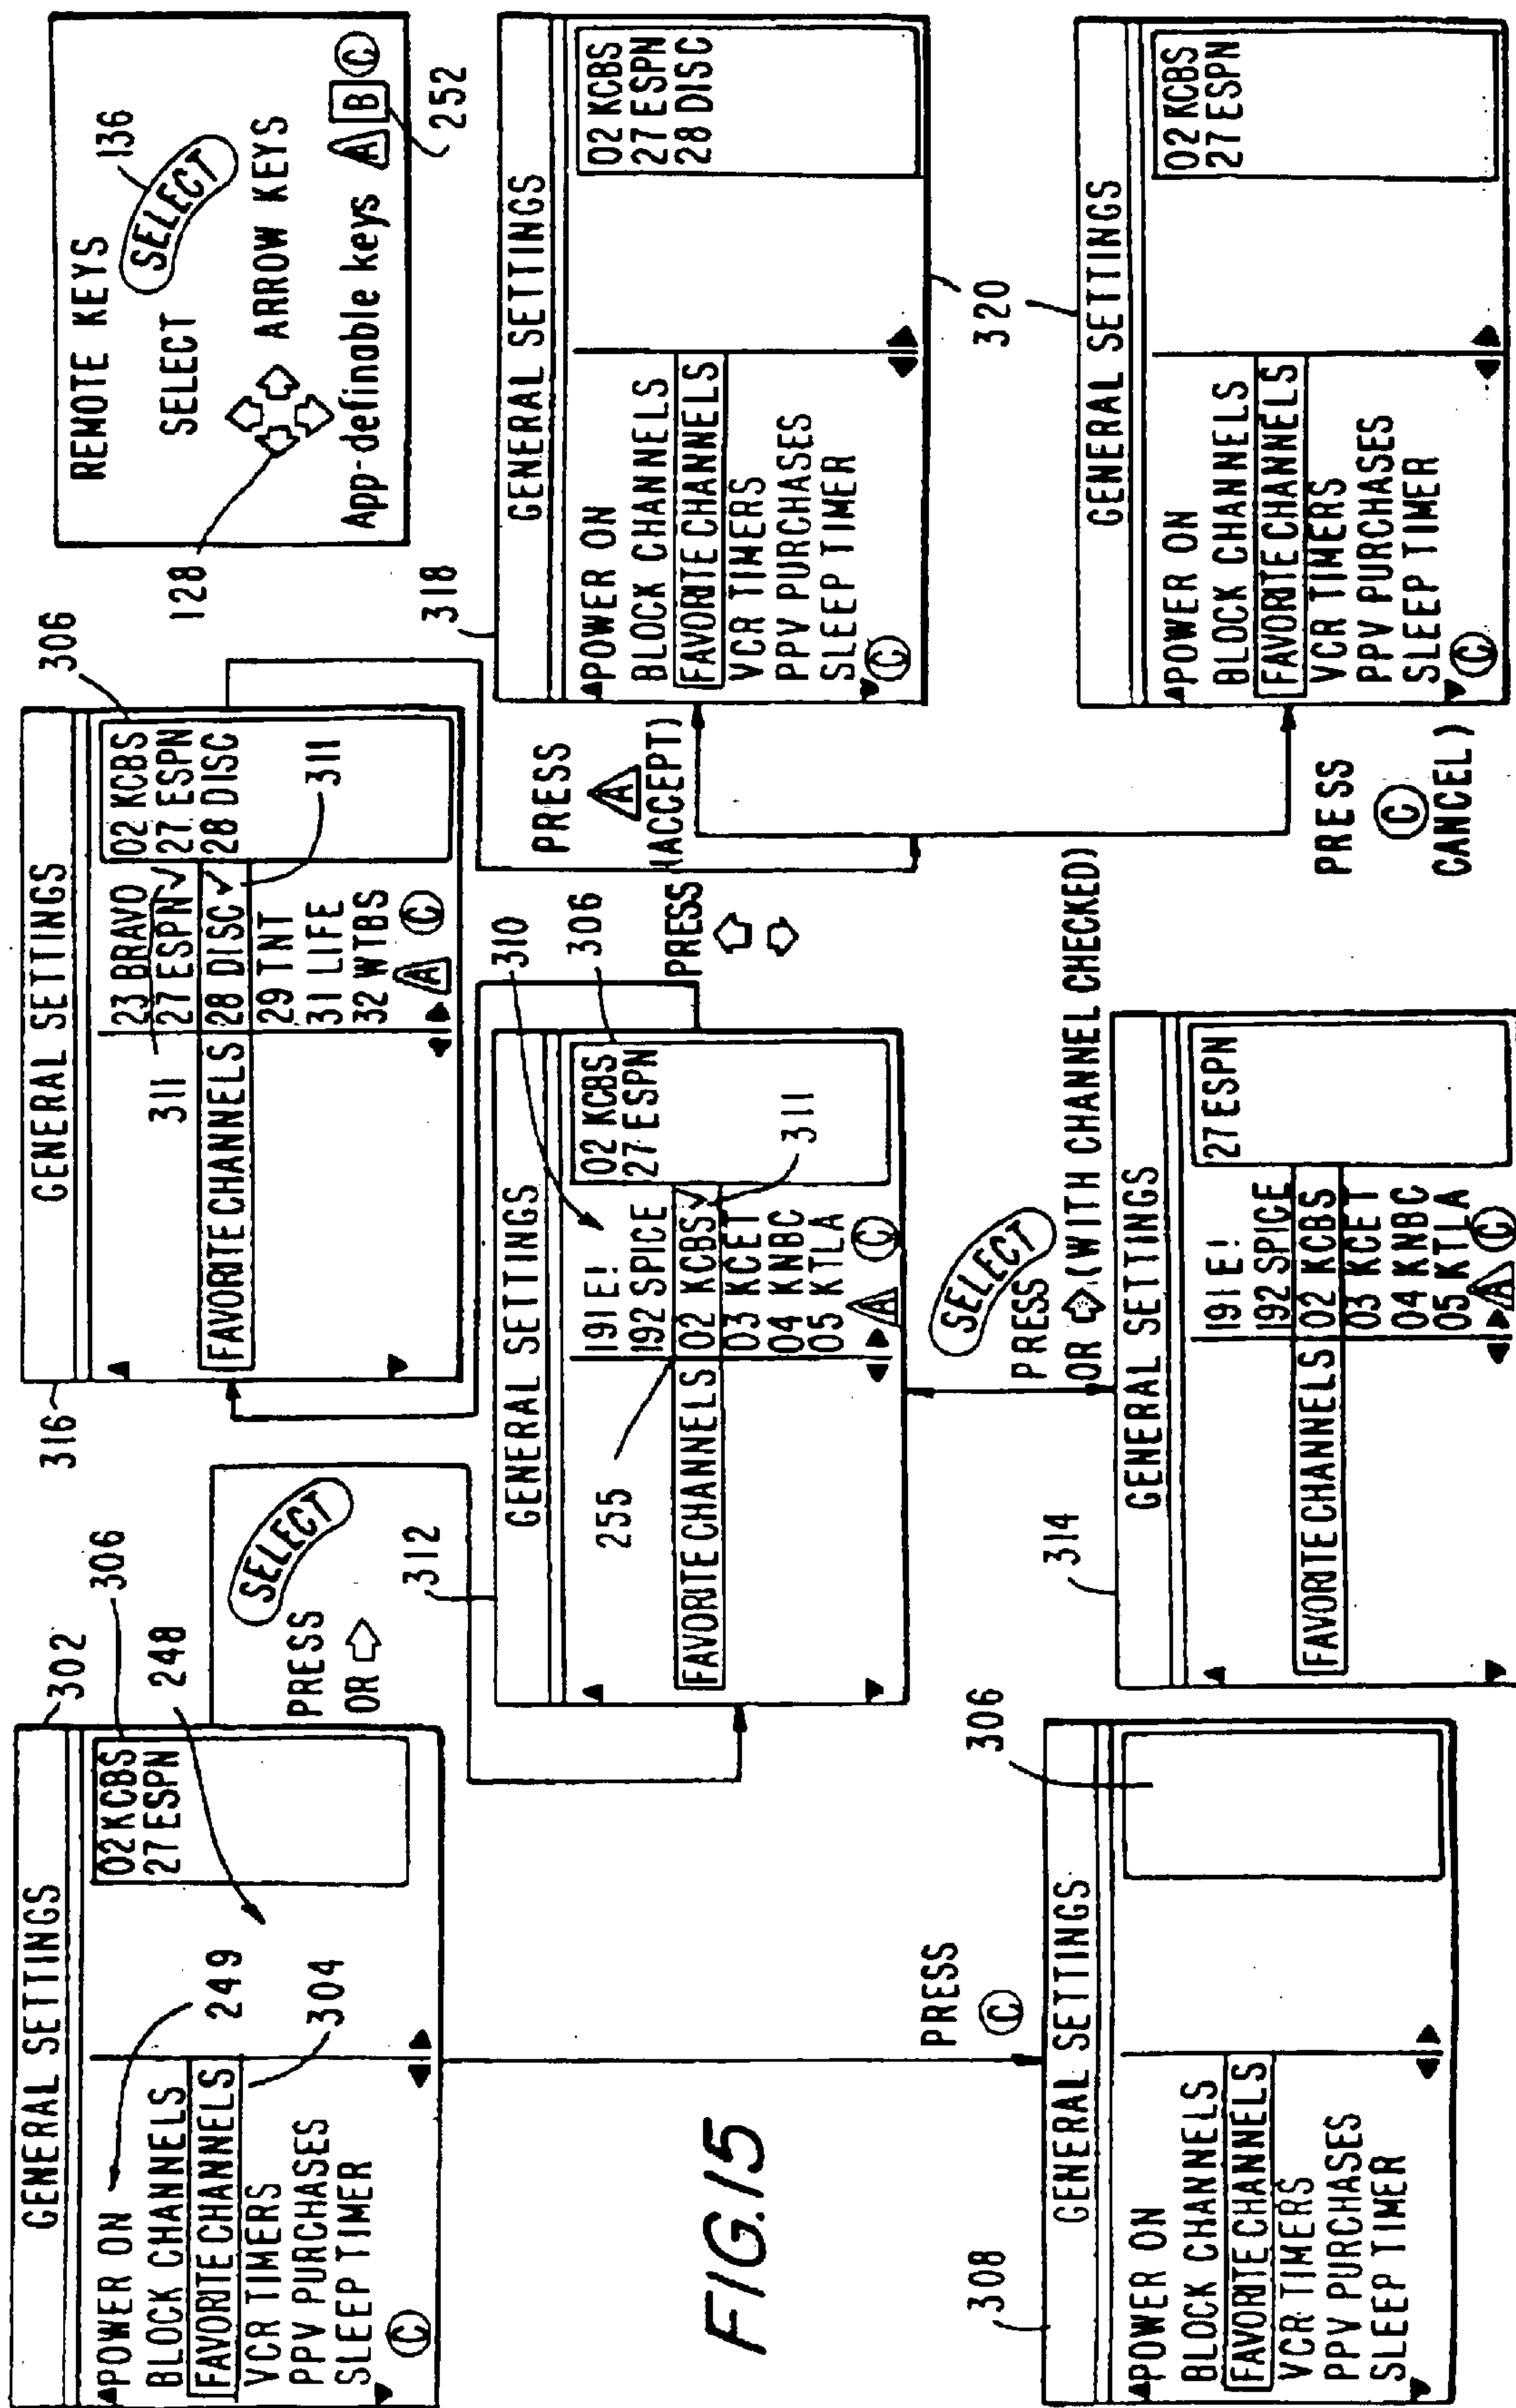 GENERAL SETTINGS
302
POWER ON
249
BLOCK CHANNELS
FAVORITE CHANNELS
304
VCR TIMERS
PPV PURCHASES
SLEEP TIMER
C
02 KCBS
27 ESPN
306
248
PRESS
SELECT
OR
316
GENERAL SETTINGS
311
FAVORITE CHANNELS
23 BRAVO
27 ESPN ✓
28 DISC ✓
29 TNT
31 LIFE
32 WTBS
A C
02 KCBS
27 ESPN
28 DISC
306
311
REMOTE KEYS
136
SELECT
SELECT
128
ARROW KEYS
App-definable keys A B C
252
312
GENERAL SETTINGS
255
310
FAVORITE CHANNELS
191 E!
192 SPICE
02 KCBS ✓
03 KCET
04 KNBC
05 KTLA
A C
02 KCBS
27 ESPN
306
311
PRESS
PRESS
A
(ACCEPT)
318
GENERAL SETTINGS
POWER ON
BLOCK CHANNELS
FAVORITE CHANNELS
VCR TIMERS
PPV PURCHASES
SLEEP TIMER
C
02 KCBS
27 ESPN
28 DISC
320
FIG. 15
PRESS
C
SELECT
PRESS
OR (WITH CHANNEL CHECKED)
PRESS
C
CANCEL)
308
GENERAL SETTINGS
306
POWER ON
BLOCK CHANNELS
FAVORITE CHANNELS
VCR TIMERS
PPV PURCHASES
SLEEP TIMER
314
GENERAL SETTINGS
FAVORITE CHANNELS
191 E!
192 SPICE
02 KCBS
03 KCET
04 KNBC
05 KTLA
A C
27 ESPN
GENERAL SETTINGS
POWER ON
BLOCK CHANNELS
FAVORITE CHANNELS
VCR TIMERS
PPV PURCHASES
SLEEP TIMER
C
02 KCBS
27 ESPN